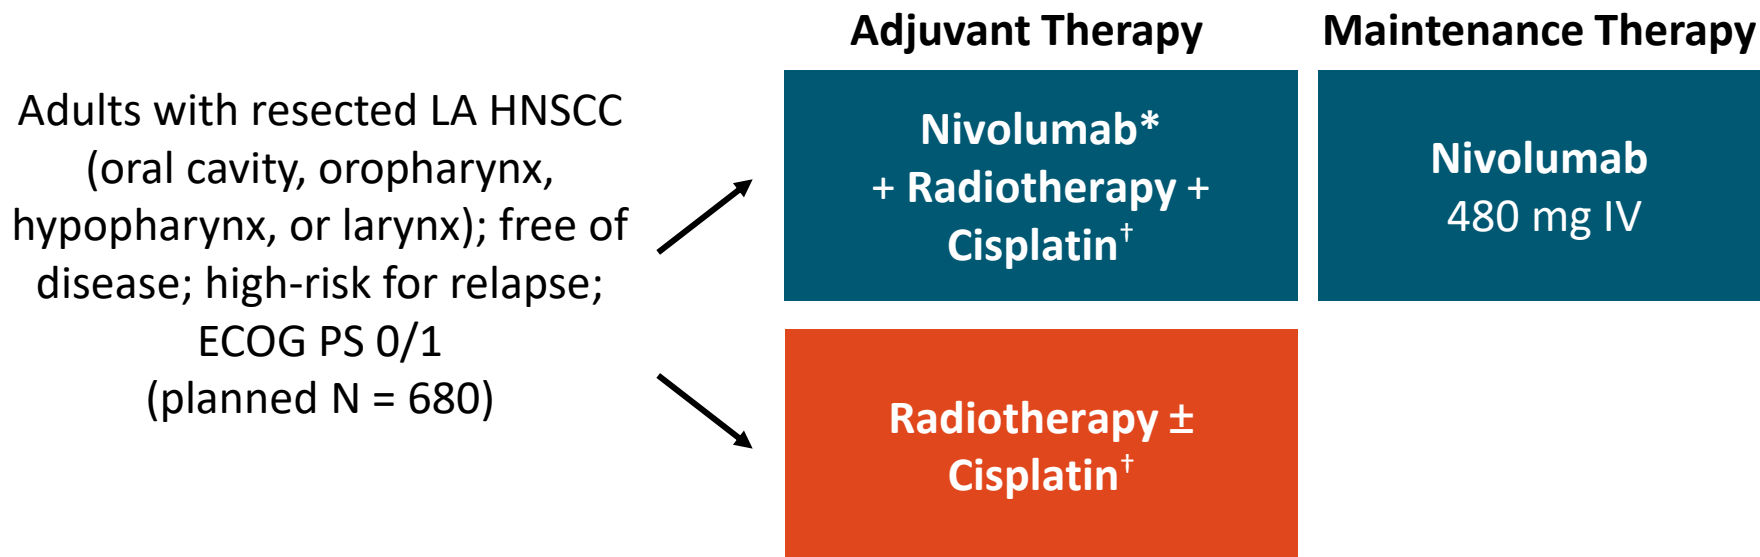 Adjuvant Therapy
Maintenance Therapy
Adults with resected LA HNSCC
(oral cavity, oropharynx,
hypopharynx, or larynx); free of
disease; high-risk for relapse;
ECOG PS 0/1
(planned N = 680)
Nivolumab*
+ Radiotherapy +
Cisplatin†
Nivolumab
480 mg IV
Radiotherapy ±
Cisplatin†